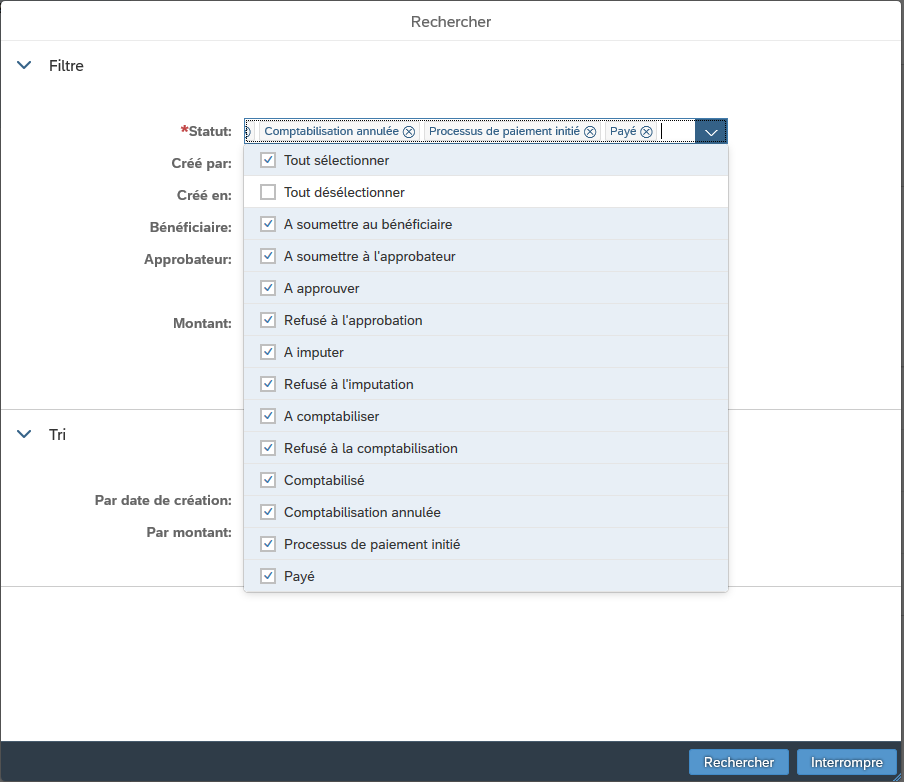 Rechercher
Filtre
*Statut: Comptabilisation annulée Processus de paiement initié Payé
Créé par: Tout sélectionner
Créé en: Tout désélectionner
Bénéficiaire: A soumettre au bénéficiaire
Approbateur: A soumettre à l'approbateur
A approuver
Montant: Refusé à l'approbation
A imputer
Refusé à l'imputation
A comptabiliser
Tri
Refusé à la comptabilisation
Comptabilisé
Par date de création: Comptabilisation annulée
Par montant: Processus de paiement initié
Payé
Rechercher Interrompre